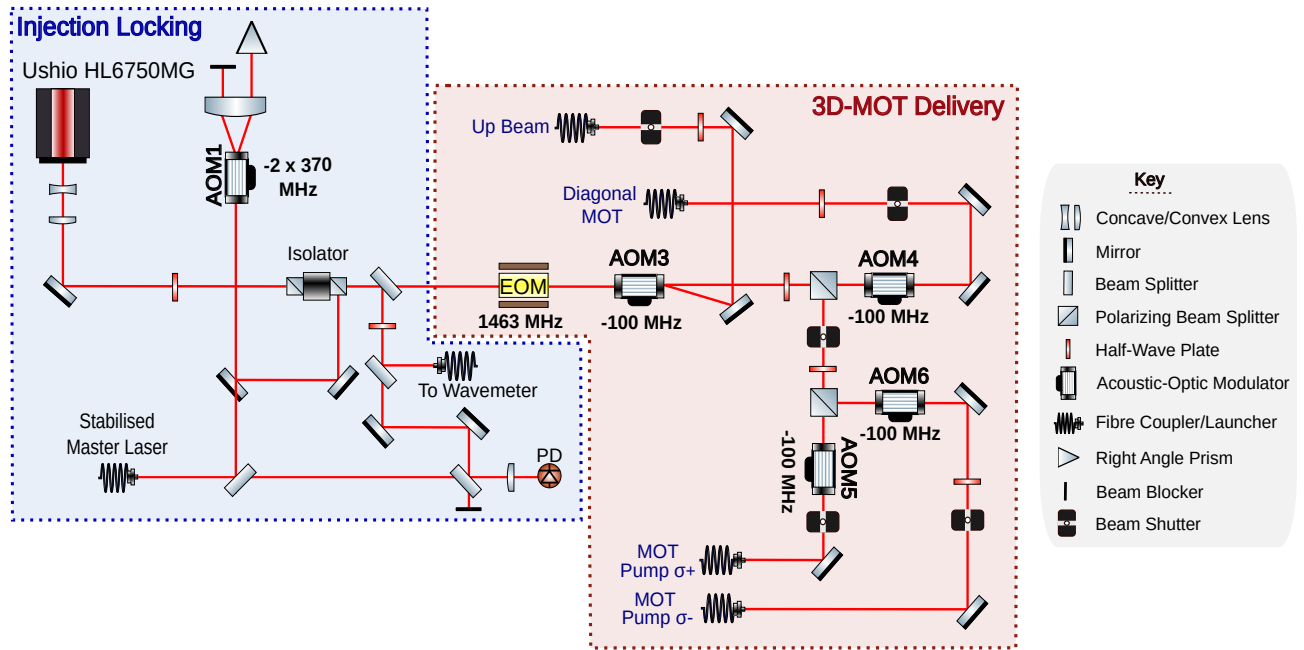 Injection Locking
Ushio HL6750MG
AOM1
-2 x 370
MHz
Isolator
To Wavemeter
Stabilised
Master Laser
PD
3D-MOT Delivery
Up Beam
Diagonal
MOT
EOM
1463 MHz
AOM3
-100 MHz
AOM4
-100 MHz
AOM6
-100 MHz
AOM5
-100 MHz
MOT
Pump σ+
MOT
Pump σ-
Key
Concave/Convex Lens
Mirror
Beam Splitter
Polarizing Beam Splitter
Half-Wave Plate
Acoustic-Optic Modulator
Fibre Coupler/Launcher
Right Angle Prism
Beam Blocker
Beam Shutter